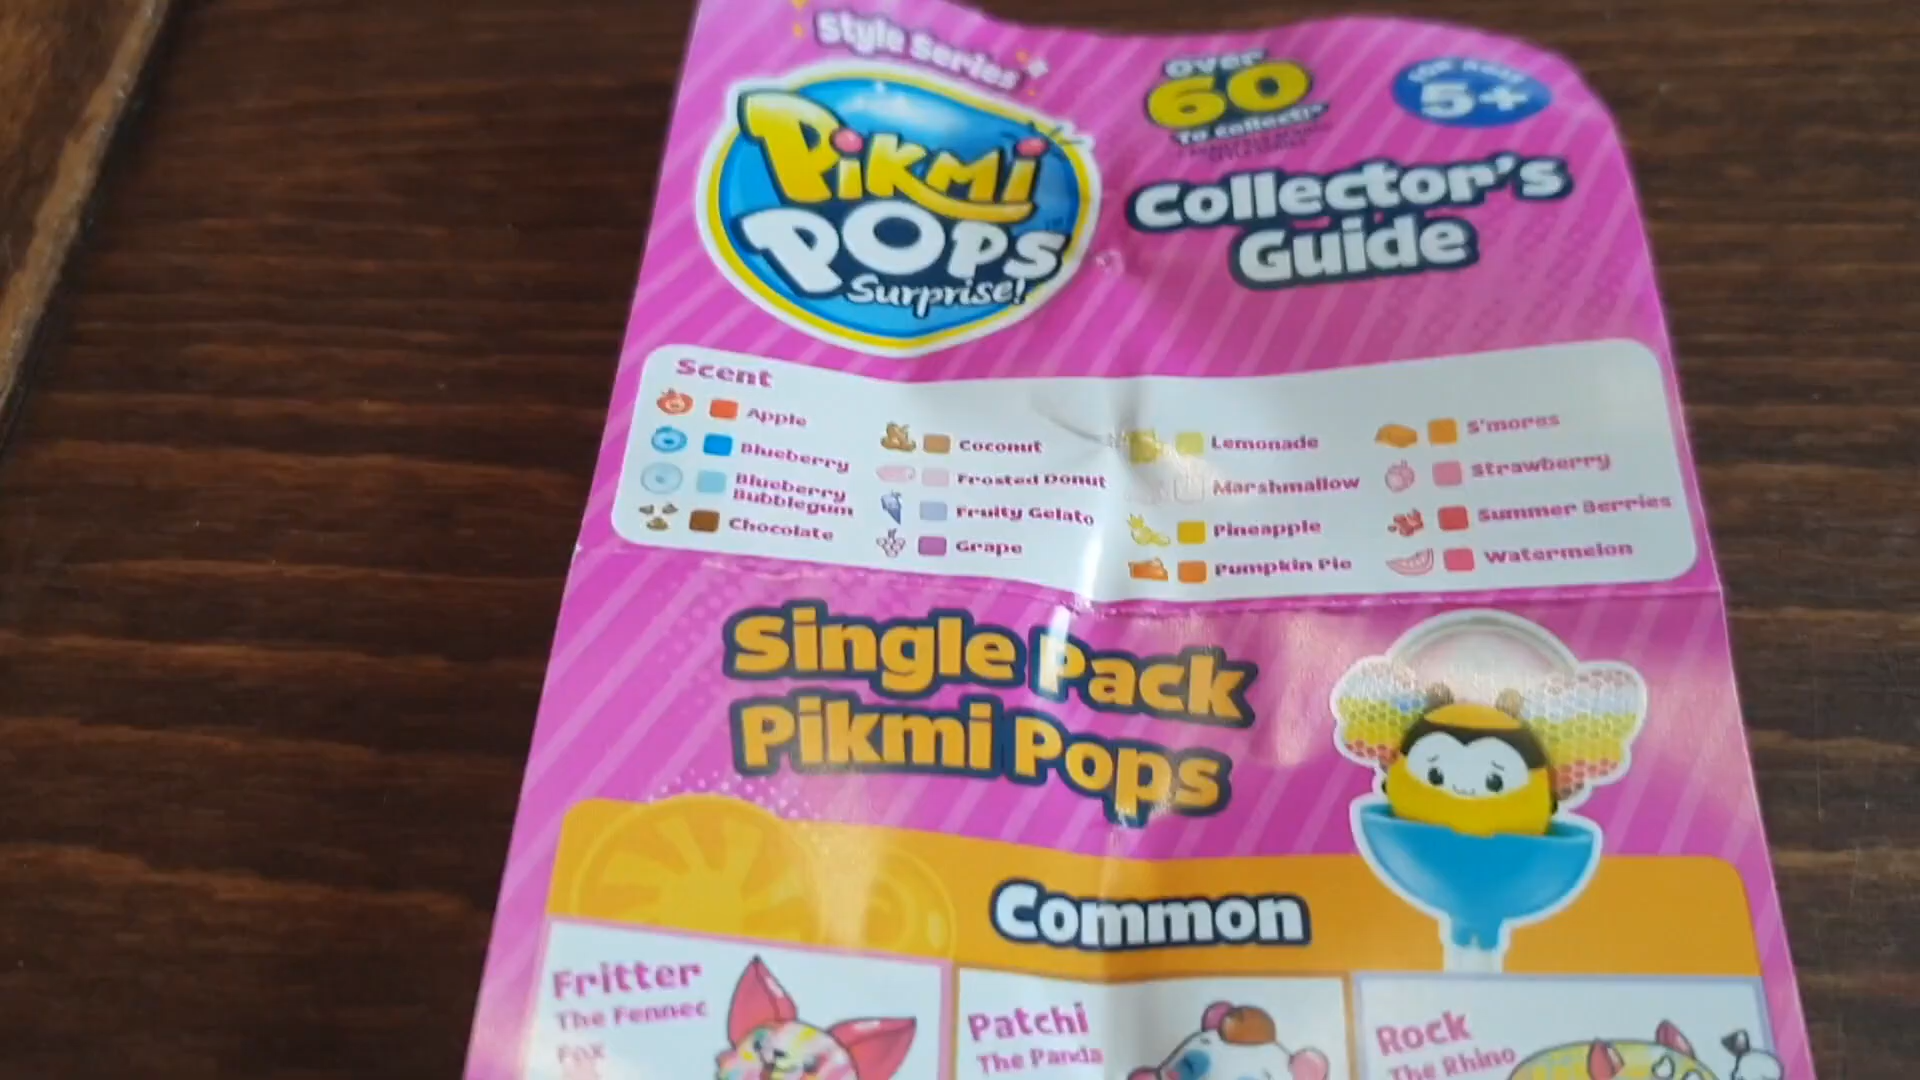 Style Series
Pikmi
Pops
Surprise!
Over
60
To collect!
5+
Collector's
Guide
Scent
Apple
Blueberry
Blueberry
Bubblegum
Chocolate
Coconut
Frosted Donut
Fruity Gelato
Grape
Lemonade
Marshmallow
Pineapple
Pumpkin Pie
S'mores
Strawberry
Summer Berries
Watermelon
Single Pack
Pikmi Pops
Common
Fritter
The Fennec
Fox
Patchi
The Panda
Rock
The Rhino